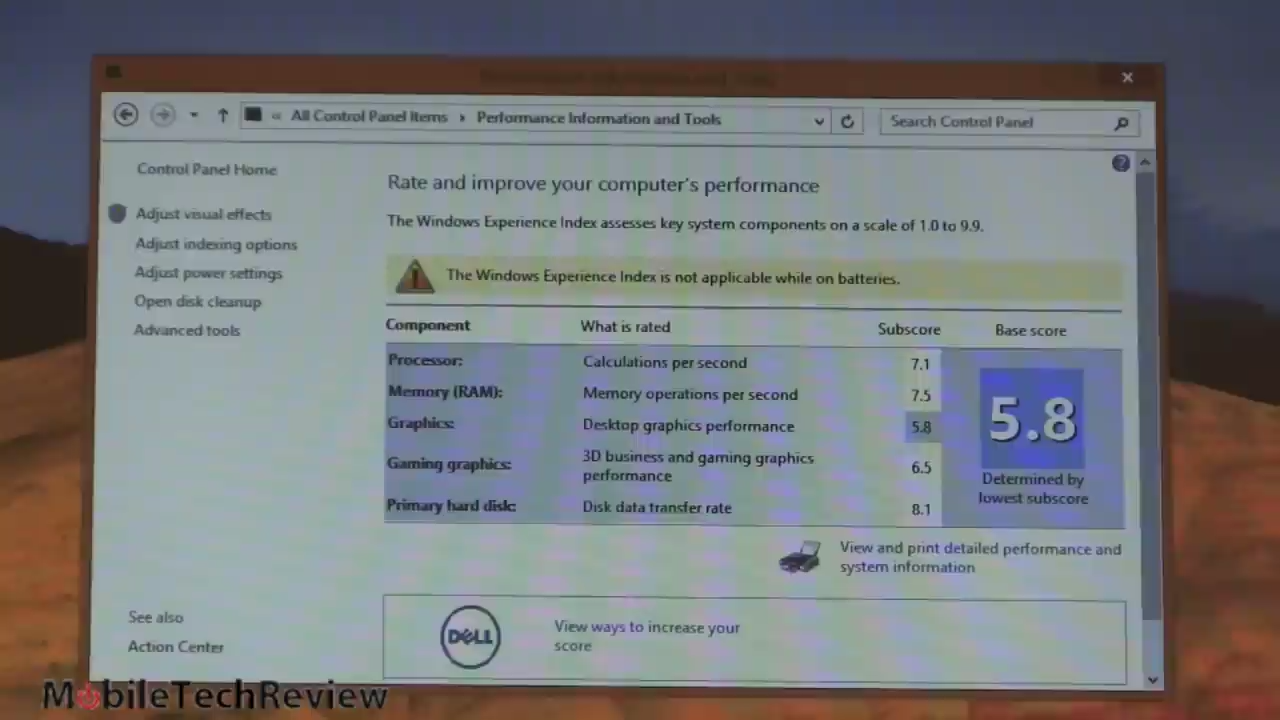 « All Control Panel Items › Performance Information and Tools
Search Control Panel
Control Panel Home
Adjust visual effects
Adjust indexing options
Adjust power settings
Open disk cleanup
Advanced tools
Rate and improve your computer's performance
The Windows Experience Index assesses key system components on a scale of 1.0 to 9.9.
The Windows Experience Index is not applicable while on batteries.
Component What is rated Subscore Base score
Processor: Calculations per second 7.1
Memory (RAM): Memory operations per second 7.5
Graphics: Desktop graphics performance 5.8
Gaming graphics: 3D business and gaming graphics
performance 6.5
Primary hard disk: Disk data transfer rate 8.1
5.8
Determined by
lowest subscore
View and print detailed performance and
system information
DELL
View ways to increase your
score
See also
Action Center
MobileTechReview